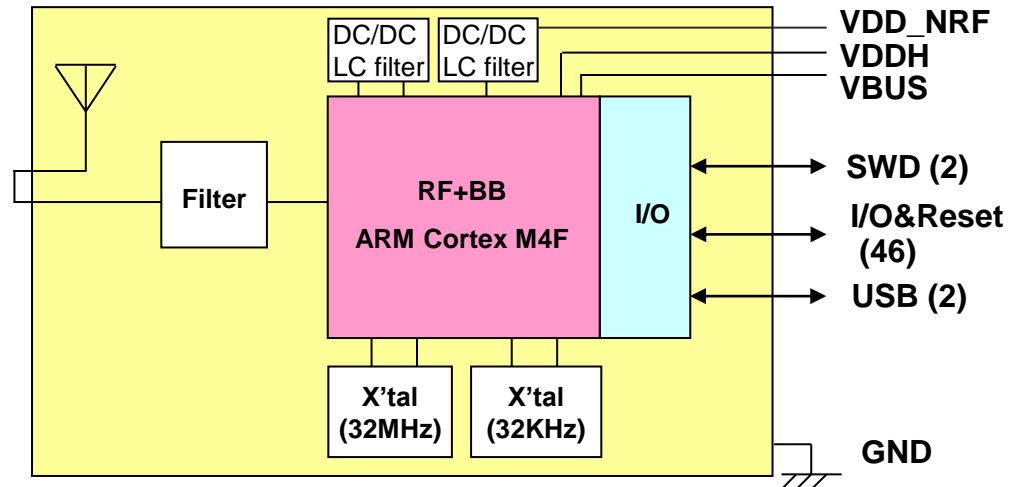 DC/DC
LC filter
DC/DC
LC filter
VDD_NRF
VDDH
VBUS
Filter
RF+BB
ARM Cortex M4F
I/O
SWD (2)
I/O&Reset
(46)
USB (2)
X’tal
(32MHz)
X’tal
(32KHz)
GND